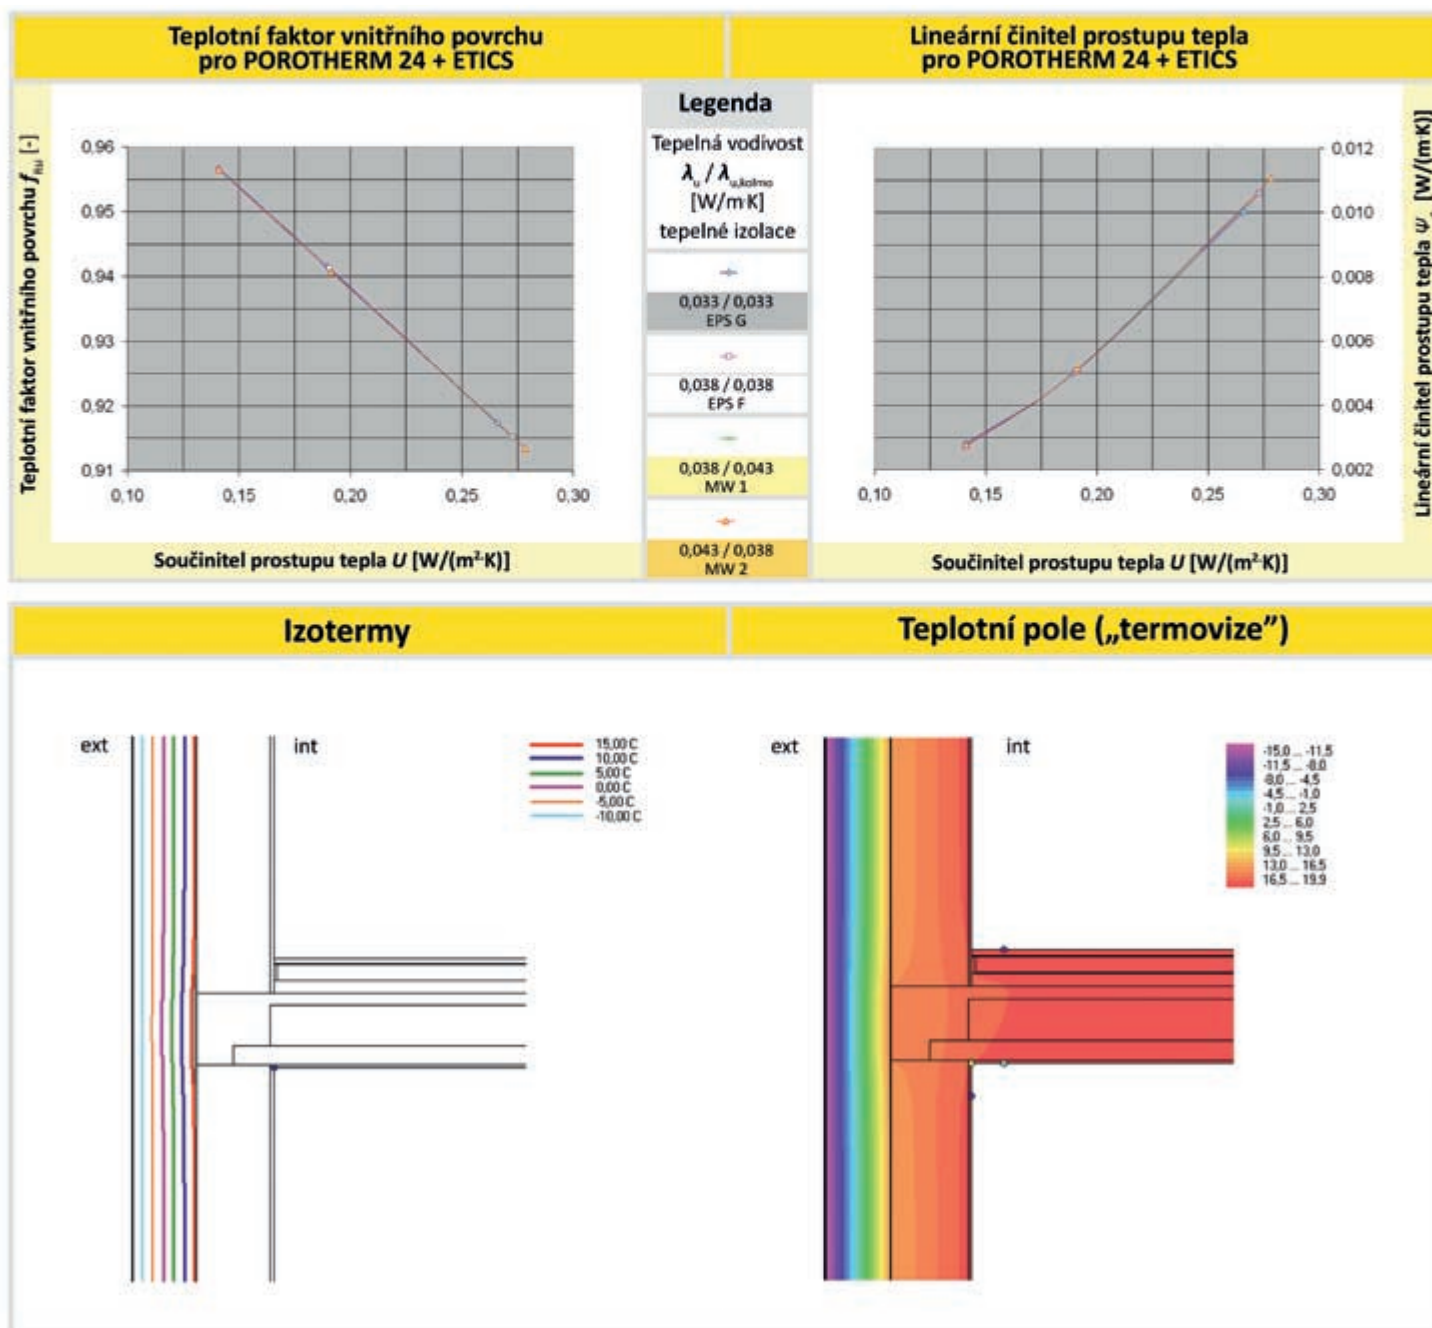 Teplotní faktor vnitřního povrchu
pro POROTHERM 24 + ETICS
Lineární činitel prostupu tepla
pro POROTHERM 24 + ETICS
Teplotní faktor vnitřního povrchu f [-]
0,96
0,95
0,94
0,93
0,92
0,91
0,10
0,15
0,20
0,25
0,30
Součinitel prostupu tepla U [W/(m²·K)]
Legenda
Tepelná vodivost
λu / λu,kolmo
[W/m·K]
tepelné izolace
0,033 / 0,033
EPS G
0,038 / 0,038
EPS F
0,038 / 0,043
MW 1
0,043 / 0,038
MW 2
0,012
0,010
0,008
0,006
0,004
0,002
0,10
0,15
0,20
0,25
0,30
Lineární činitel prostupu tepla Ψ [W/(m·K)]
Součinitel prostupu tepla U [W/(m²·K)]
Izotermy
Teplotní pole („termovize”)
ext
int
15,00 C
10,00 C
5,00 C
0,00 C
-5,00 C
-10,00 C
ext
int
-15,0 ... -11,5
-11,5 ... -8,0
-8,0 ... -4,5
-4,5 ... -1,0
-1,0 ... 2,5
2,5 ... 6,0
6,0 ... 9,5
9,5 ... 13,0
13,0 ... 16,5
16,5 ... 19,9